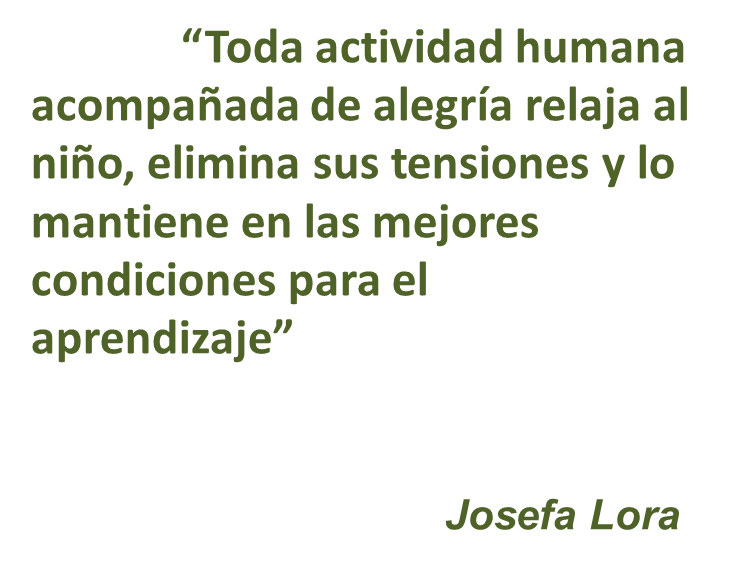 “Toda actividad humana
acompañada de alegría relaja al
niño, elimina sus tensiones y lo
mantiene en las mejores
condiciones para el
aprendizaje”
Josefa Lora